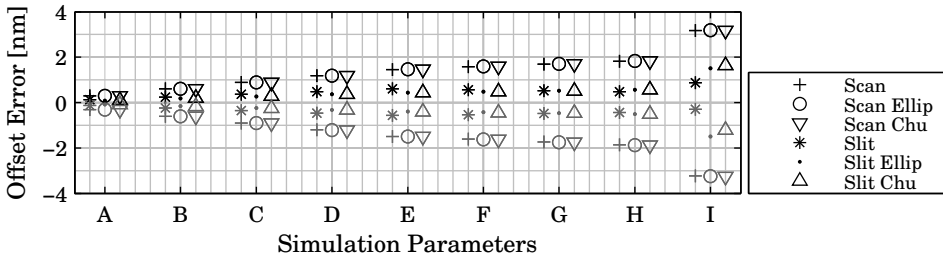 Offset Error [nm]
4
2
0
−2
−4
A B C D E F G H I
Simulation Parameters
Scan
Scan Ellip
Scan Chu
Slit
Slit Ellip
Slit Chu